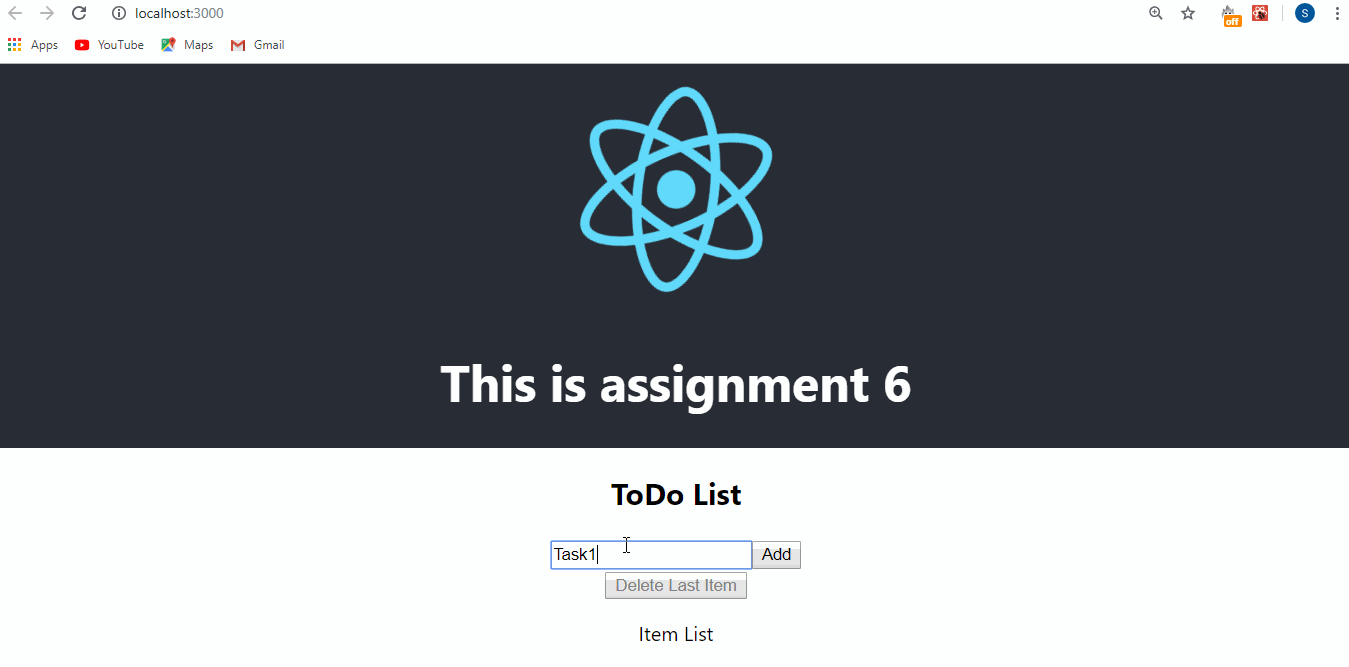 localhost:3000
off
S
Apps YouTube Maps Gmail
This is assignment 6
ToDo List
Task1 Add
Delete Last Item
Item List